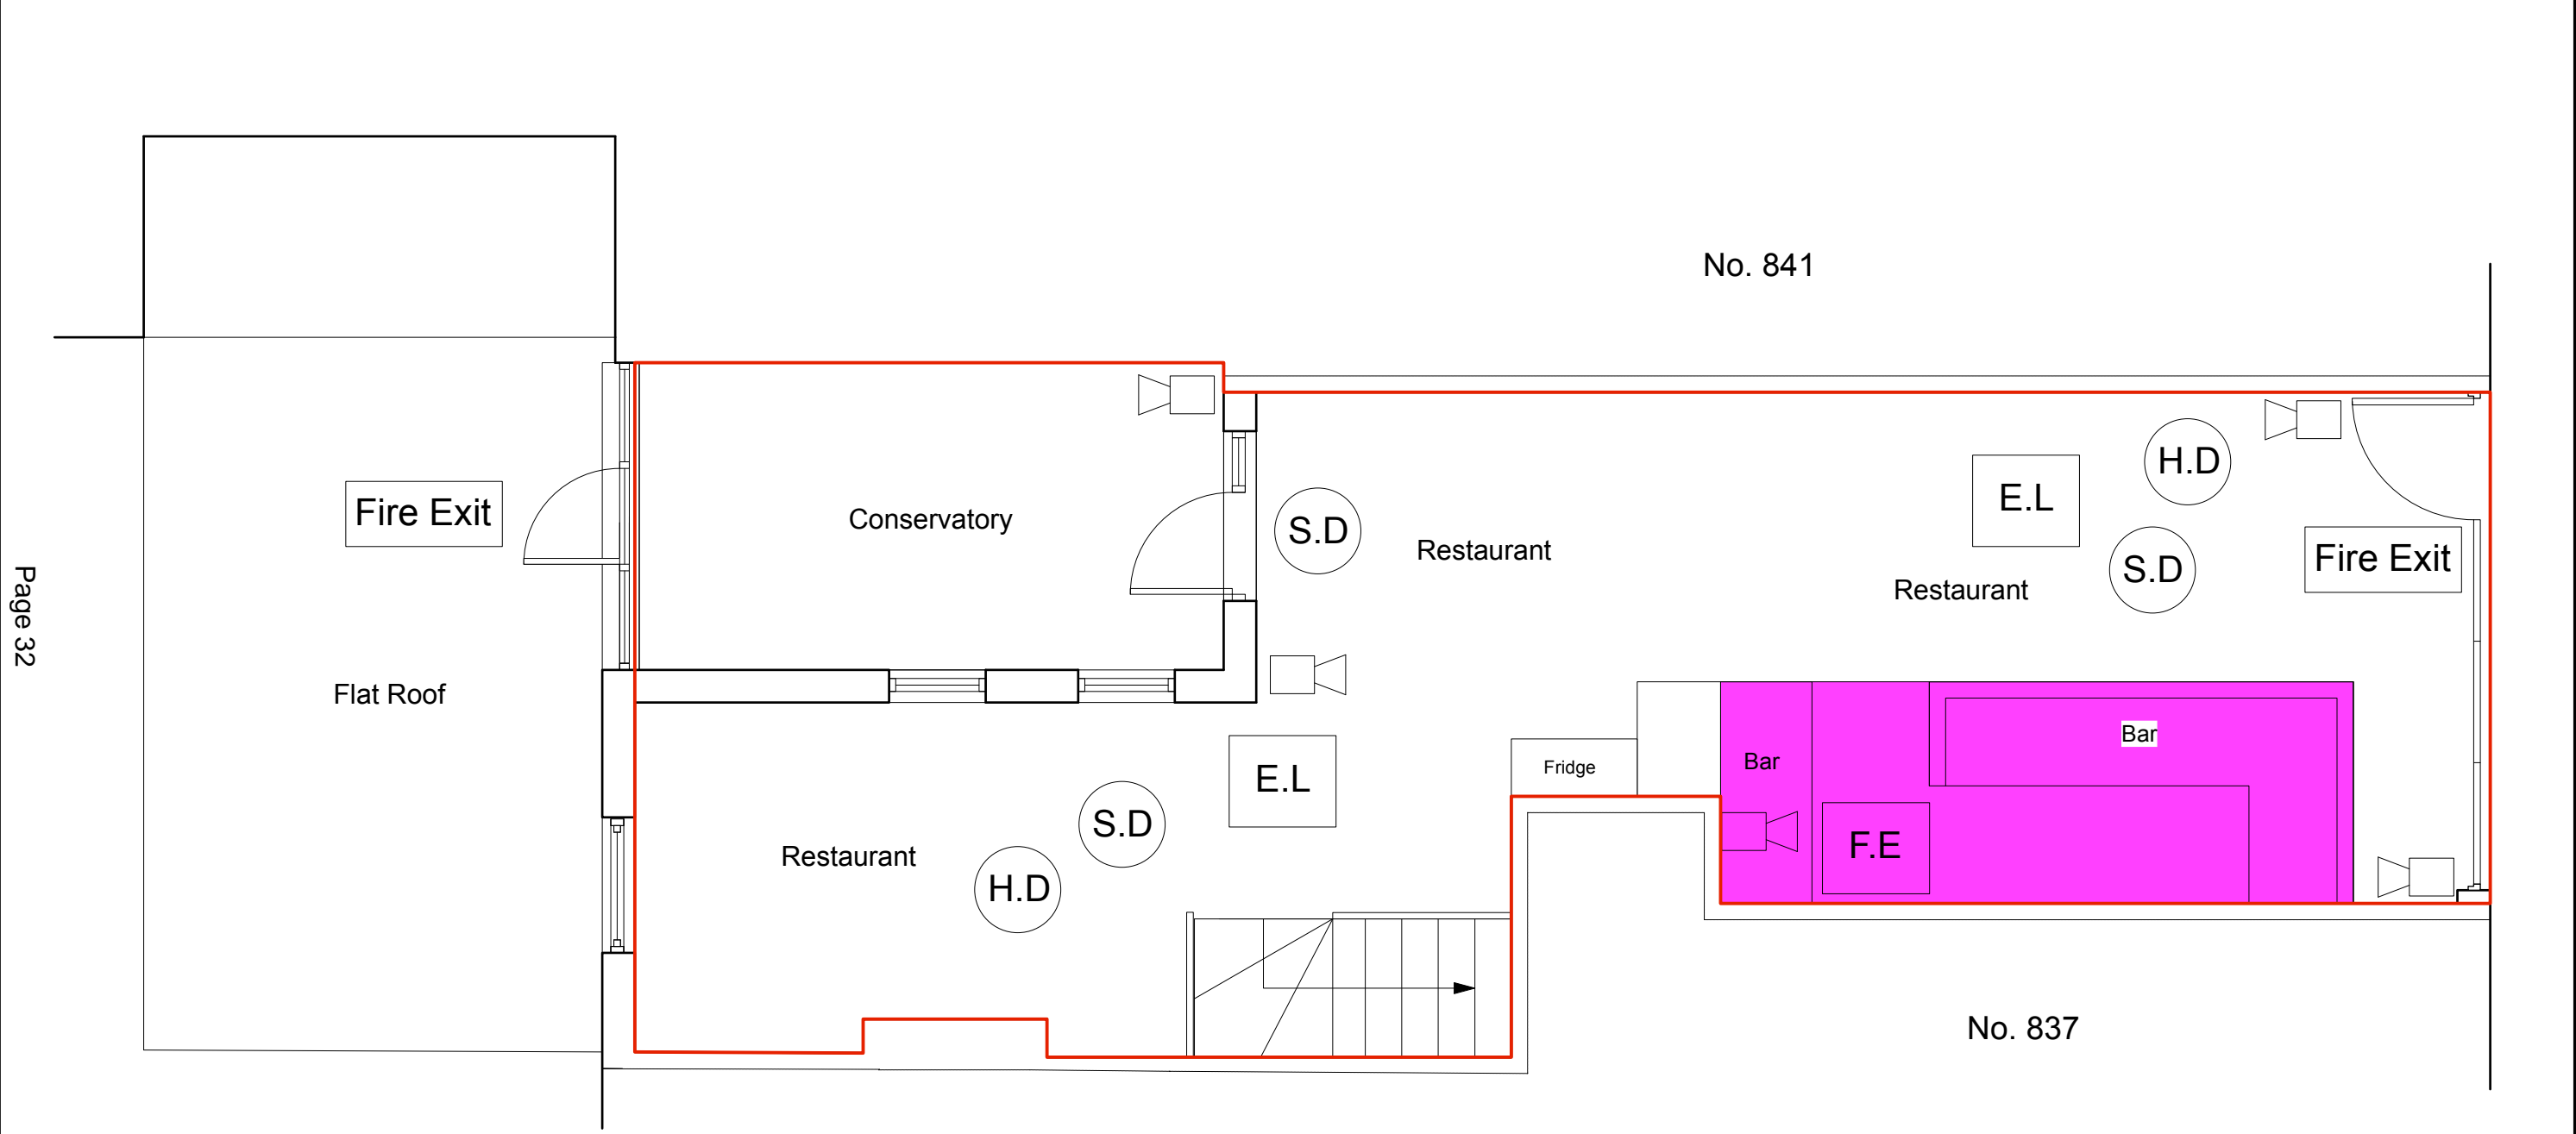 No. 841
Fire Exit
Conservatory
S.D
Restaurant
E.L
H.D
S.D
Restaurant
Fire Exit
Page 32
Flat Roof
E.L
Fridge
Bar
Bar
F.E
S.D
H.D
Restaurant
No. 837